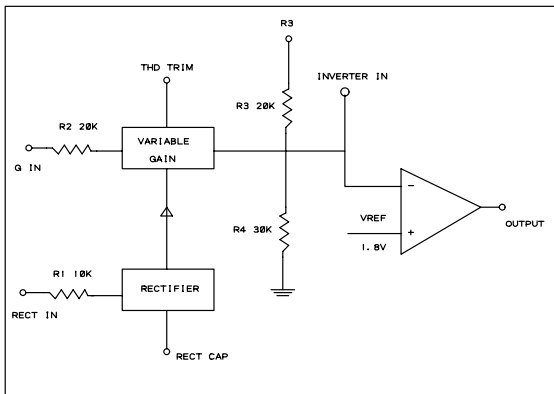 R3
THD TRIM
INVERTER IN
R3 20K
R2 20K
VARIABLE
GAIN
G IN
-
VREF
+
1.8V
OUTPUT
R4 30K
R1 10K
RECTIFIER
RECT IN
RECT CAP